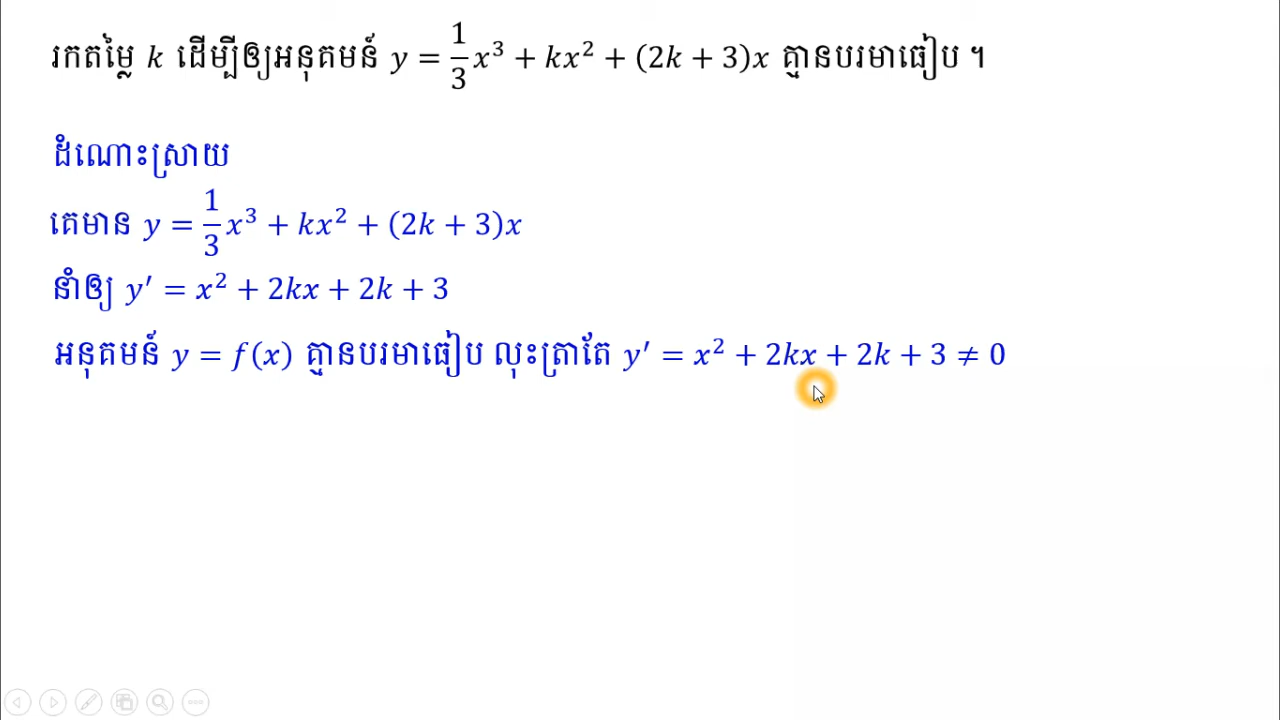 រកតម្លៃ k ដើម្បីឲ្យអនុគមន៍ y = 1/3 x³ + kx² + (2k + 3)x គ្មានបរមាធៀប ។
ដំណោះស្រាយ
គេមាន y = 1/3 x³ + kx² + (2k + 3)x
នាំឲ្យ y′ = x² + 2kx + 2k + 3
អនុគមន៍ y = f(x) គ្មានបរមាធៀប លុះត្រាតែ y′ = x² + 2kx + 2k + 3 ≠ 0